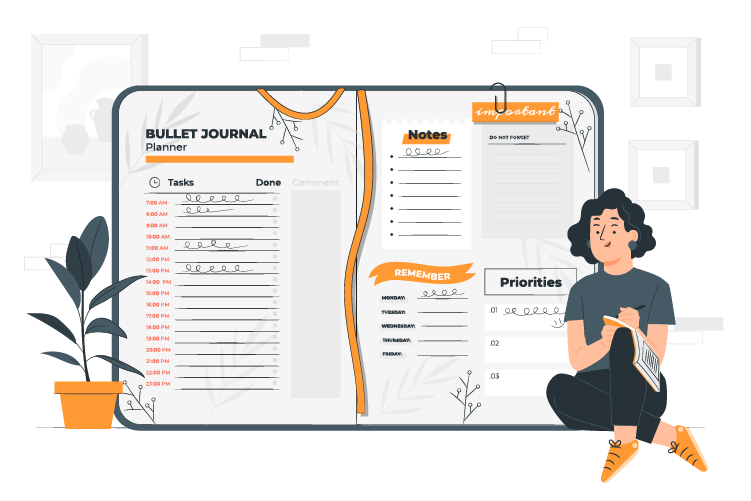 BULLET JOURNAL
Planner
Tasks Done Comment
7:00 AM
8:00 AM
9:00 AM
10:00 AM
11:00 AM
12:00 PM
13:00 PM
14:00 PM
15:00 PM
16:00 PM
17:00 PM
18:00 PM
19:00 PM
20:00 PM
21:00 PM
22:00 PM
23:00 PM
Notes
important
DO NOT FORGET
REMEMBER
MONDAY:
TUESDAY:
WEDNESDAY:
THURSDAY:
FRIDAY:
Priorities
.01
.02
.03